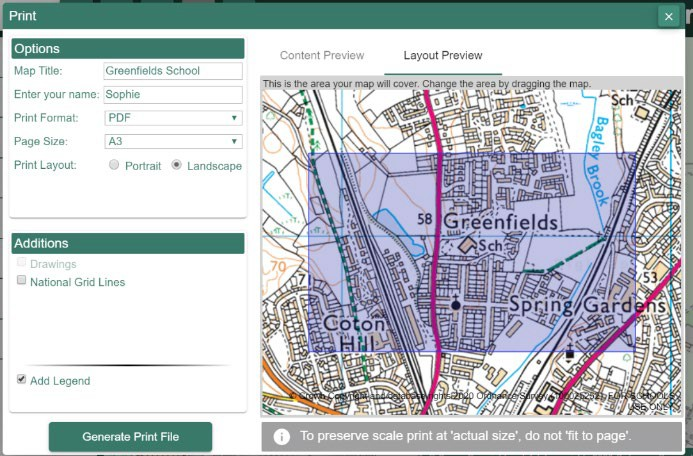 Print
×
Options
Map Title: Greenfields School
Enter your name: Sophie
Print Format: PDF
Page Size: A3
Print Layout: Portrait Landscape
Additions
Drawings
National Grid Lines
Add Legend
Generate Print File
Content Preview Layout Preview
This is the area your map will cover. Change the area by dragging the map.
Sch
Bagley Brook
58
Greenfields
Sch
70
7
53
Spring Gardens
Coton
Hill
© Crown Copyright and database rights 2020 Ordnance Survey FOR SCHOOLS
USE ONLY
To preserve scale print at 'actual size', do not 'fit to page'.